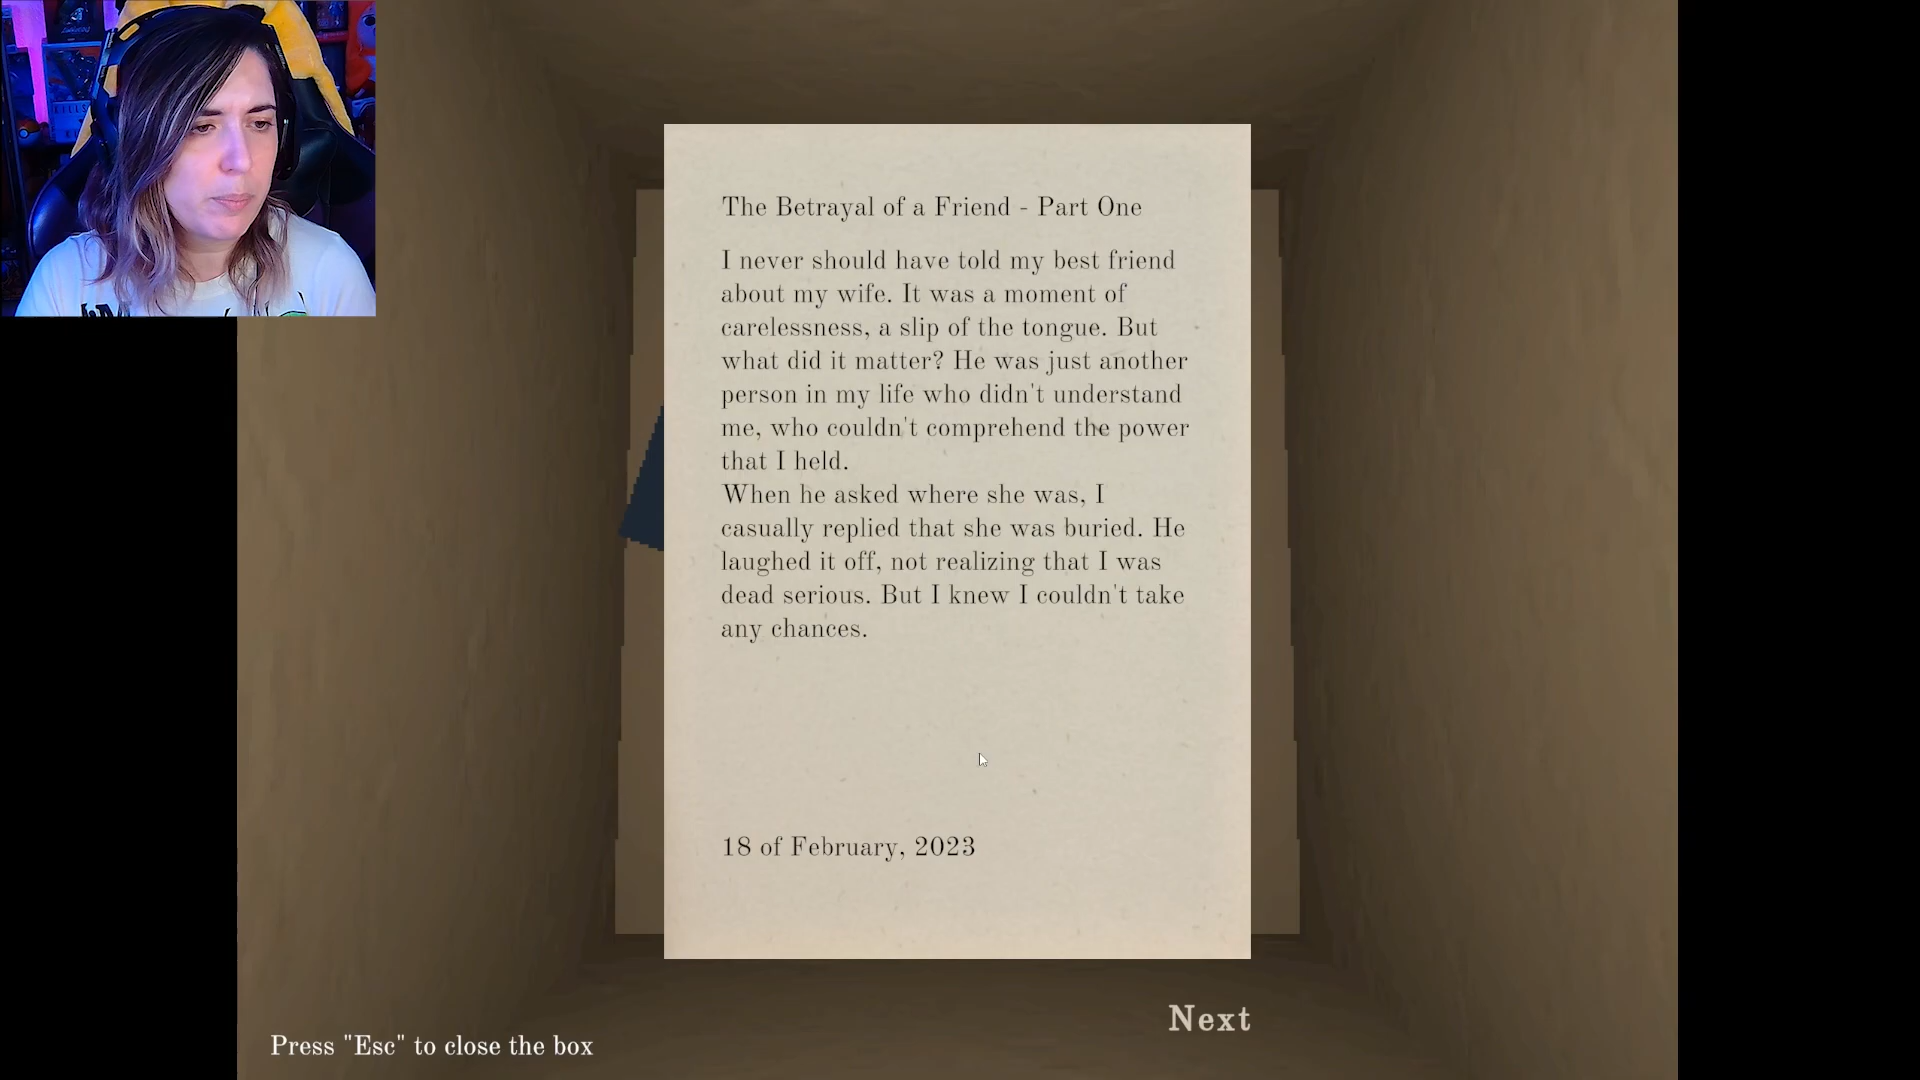 The Betrayal of a Friend - Part One
I never should have told my best friend
about my wife. It was a moment of
carelessness, a slip of the tongue. But
what did it matter? He was just another
person in my life who didn't understand
me, who couldn't comprehend the power
that I held.
When he asked where she was, I
casually replied that she was buried. He
laughed it off, not realizing that I was
dead serious. But I knew I couldn't take
any chances.
18 of February, 2023
Next
Press "Esc" to close the box